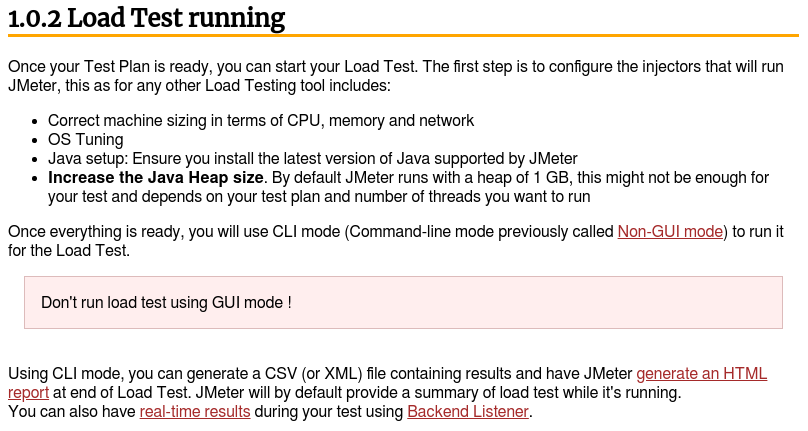 1.0.2 Load Test running
Once your Test Plan is ready, you can start your Load Test. The first step is to configure the injectors that will run
JMeter, this as for any other Load Testing tool includes:
• Correct machine sizing in terms of CPU, memory and network
• OS Tuning
• Java setup: Ensure you install the latest version of Java supported by JMeter
• Increase the Java Heap size. By default JMeter runs with a heap of 1 GB, this might not be enough for
your test and depends on your test plan and number of threads you want to run
Once everything is ready, you will use CLI mode (Command-line mode previously called Non-GUI mode) to run it
for the Load Test.
Don't run load test using GUI mode !
Using CLI mode, you can generate a CSV (or XML) file containing results and have JMeter generate an HTML
report at end of Load Test. JMeter will by default provide a summary of load test while it's running.
You can also have real-time results during your test using Backend Listener.